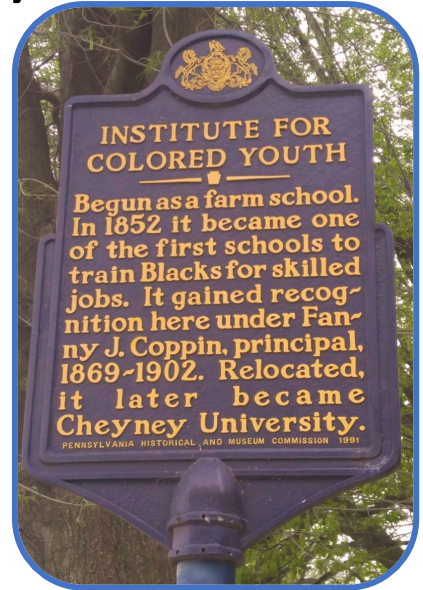 INSTITUTE FOR
COLORED YOUTH
Begun as a farm school.
In 1852 it became one
of the first schools to
train Blacks for skilled
jobs. It gained recog-
nition here under Fan-
ny J. Coppin, principal,
1869-1902. Relocated,
it later became
Cheyney University.
PENNSYLVANIA HISTORICAL AND MUSEUM COMMISSION 1991